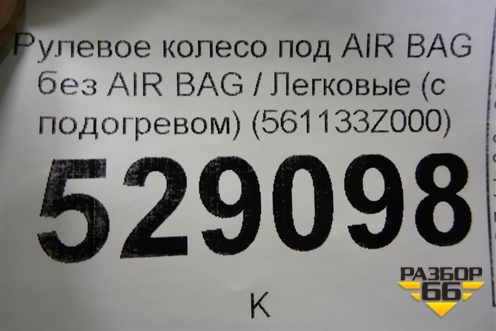 Рулевое колесо под AIR BAG
без AIR BAG / Легковые (с
подогревом) (561133Z000)
529098
К
РАЗБОР
66